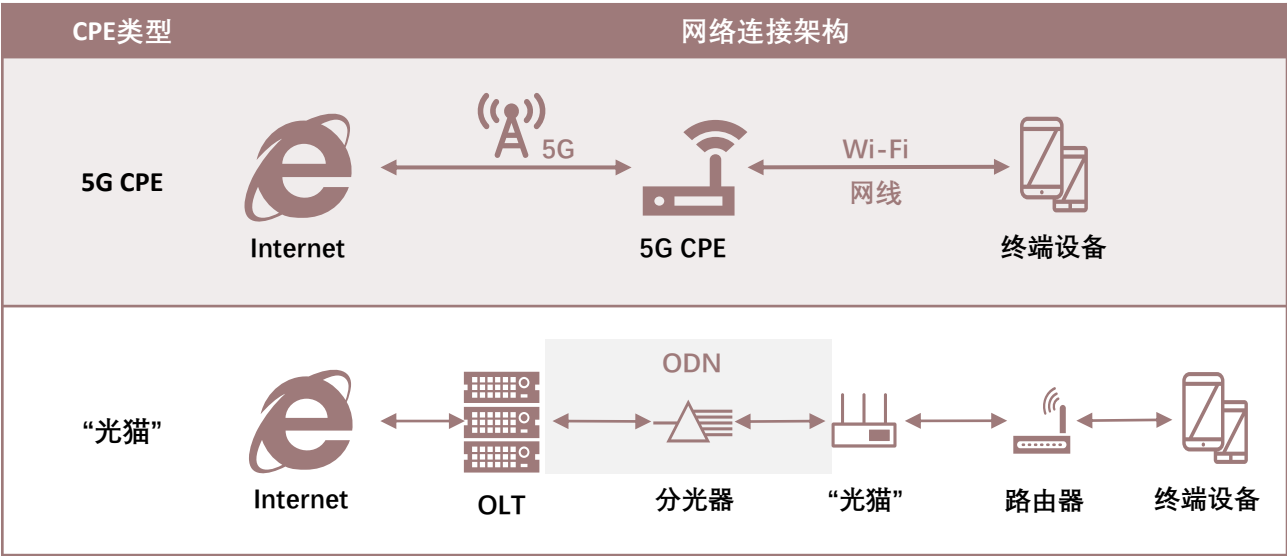 CPE类型 网络连接架构
5G CPE
5G
Wi-Fi
网线
Internet 5G CPE 终端设备
“光猫”
ODN
Internet OLT 分光器 “光猫” 路由器 终端设备